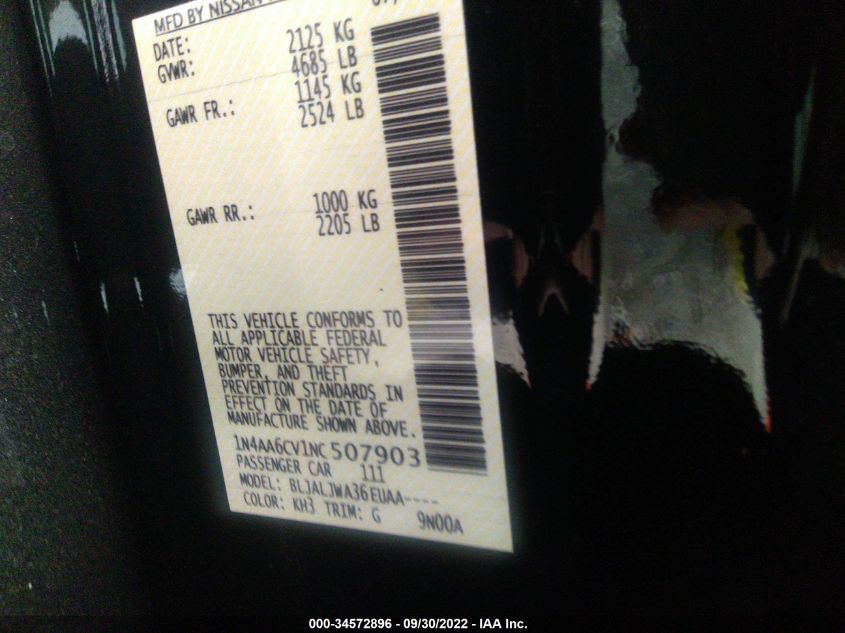 MFD BY NISSAN
DATE: 2125 KG
GVWR: 4685 LB
1145 KG
GAWR FR.: 2524 LB
1000 KG
GAWR RR.: 2205 LB
THIS VEHICLE CONFORMS TO
ALL APPLICABLE FEDERAL
MOTOR VEHICLE SAFETY,
BUMPER, AND THEFT
PREVENTION STANDARDS IN
EFFECT ON THE DATE OF
MANUFACTURE SHOWN ABOVE.
1N4AA6CV1NC507903
PASSENGER CAR 111
MODEL: BLJALJWA36EUAA----
COLOR: KH3 TRIM: G 9N00A
000-34572896 - 09/30/2022 - IAA Inc.